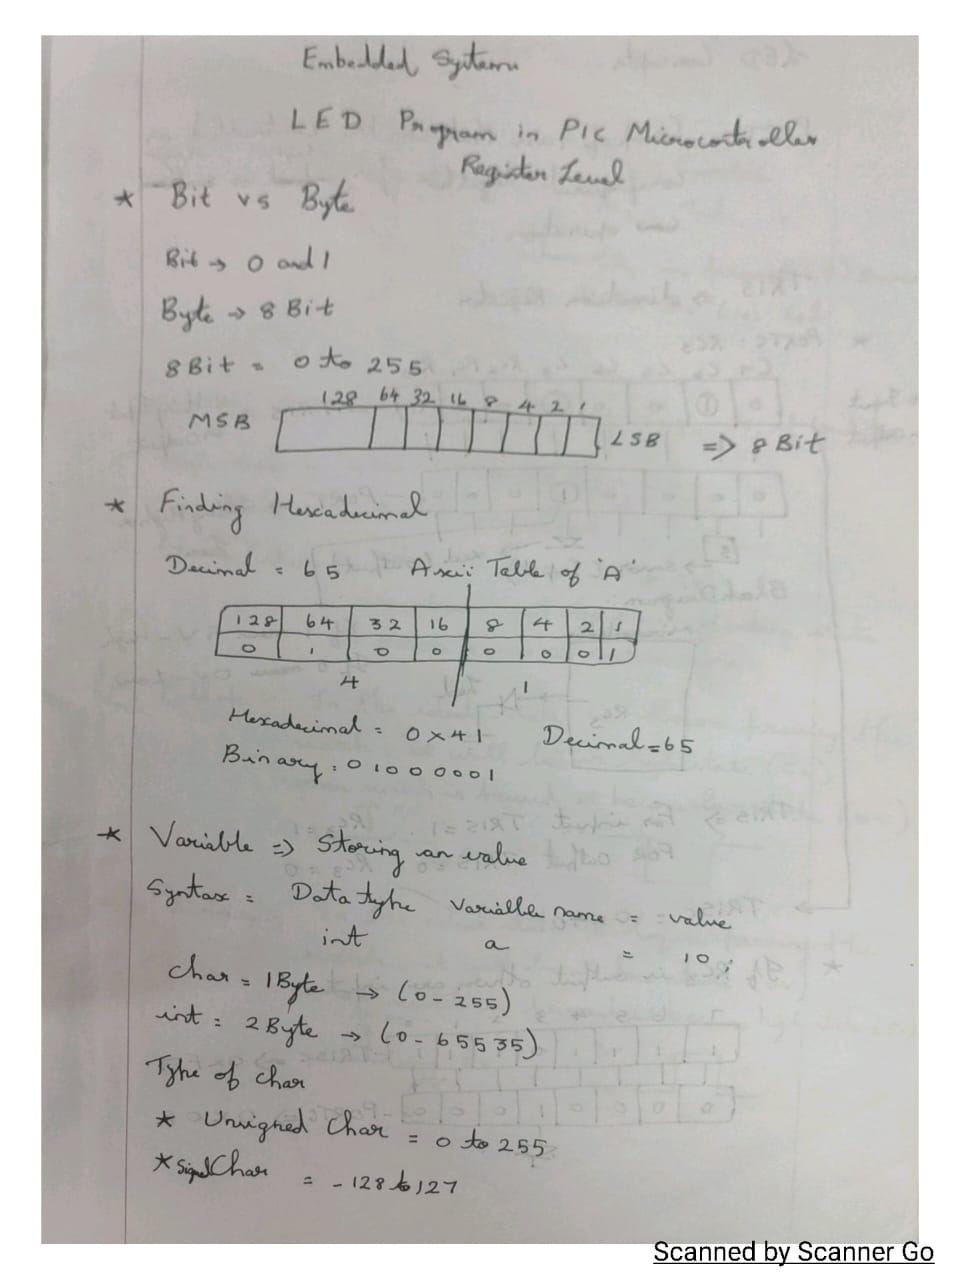 Embedded Systems
LED Program in PIC Microcontroller
Register Level
* Bit vs Byte
Bit → 0 and 1
Byte → 8 Bit
8 Bit = 0 to 255
128 64 32 16 8 4 2 1
MSB LSB => 8 Bit
* Finding Hexadecimal
Decimal = 65 Ascii Table of 'A'
128 64 32 16 8 4 2 1
0 1 0 0 0 0 0 1
4 1
Hexadecimal = 0x41 Decimal = 65
Binary : 01000001
* Variable => Storing an value
Syntax = Data type Variable name = value
int a = 10;
char = 1Byte → (0 - 255)
int = 2Byte → (0 - 65535)
Type of char
* Unsigned Char = 0 to 255
* Signed Char = -128 to 127
Scanned by Scanner Go